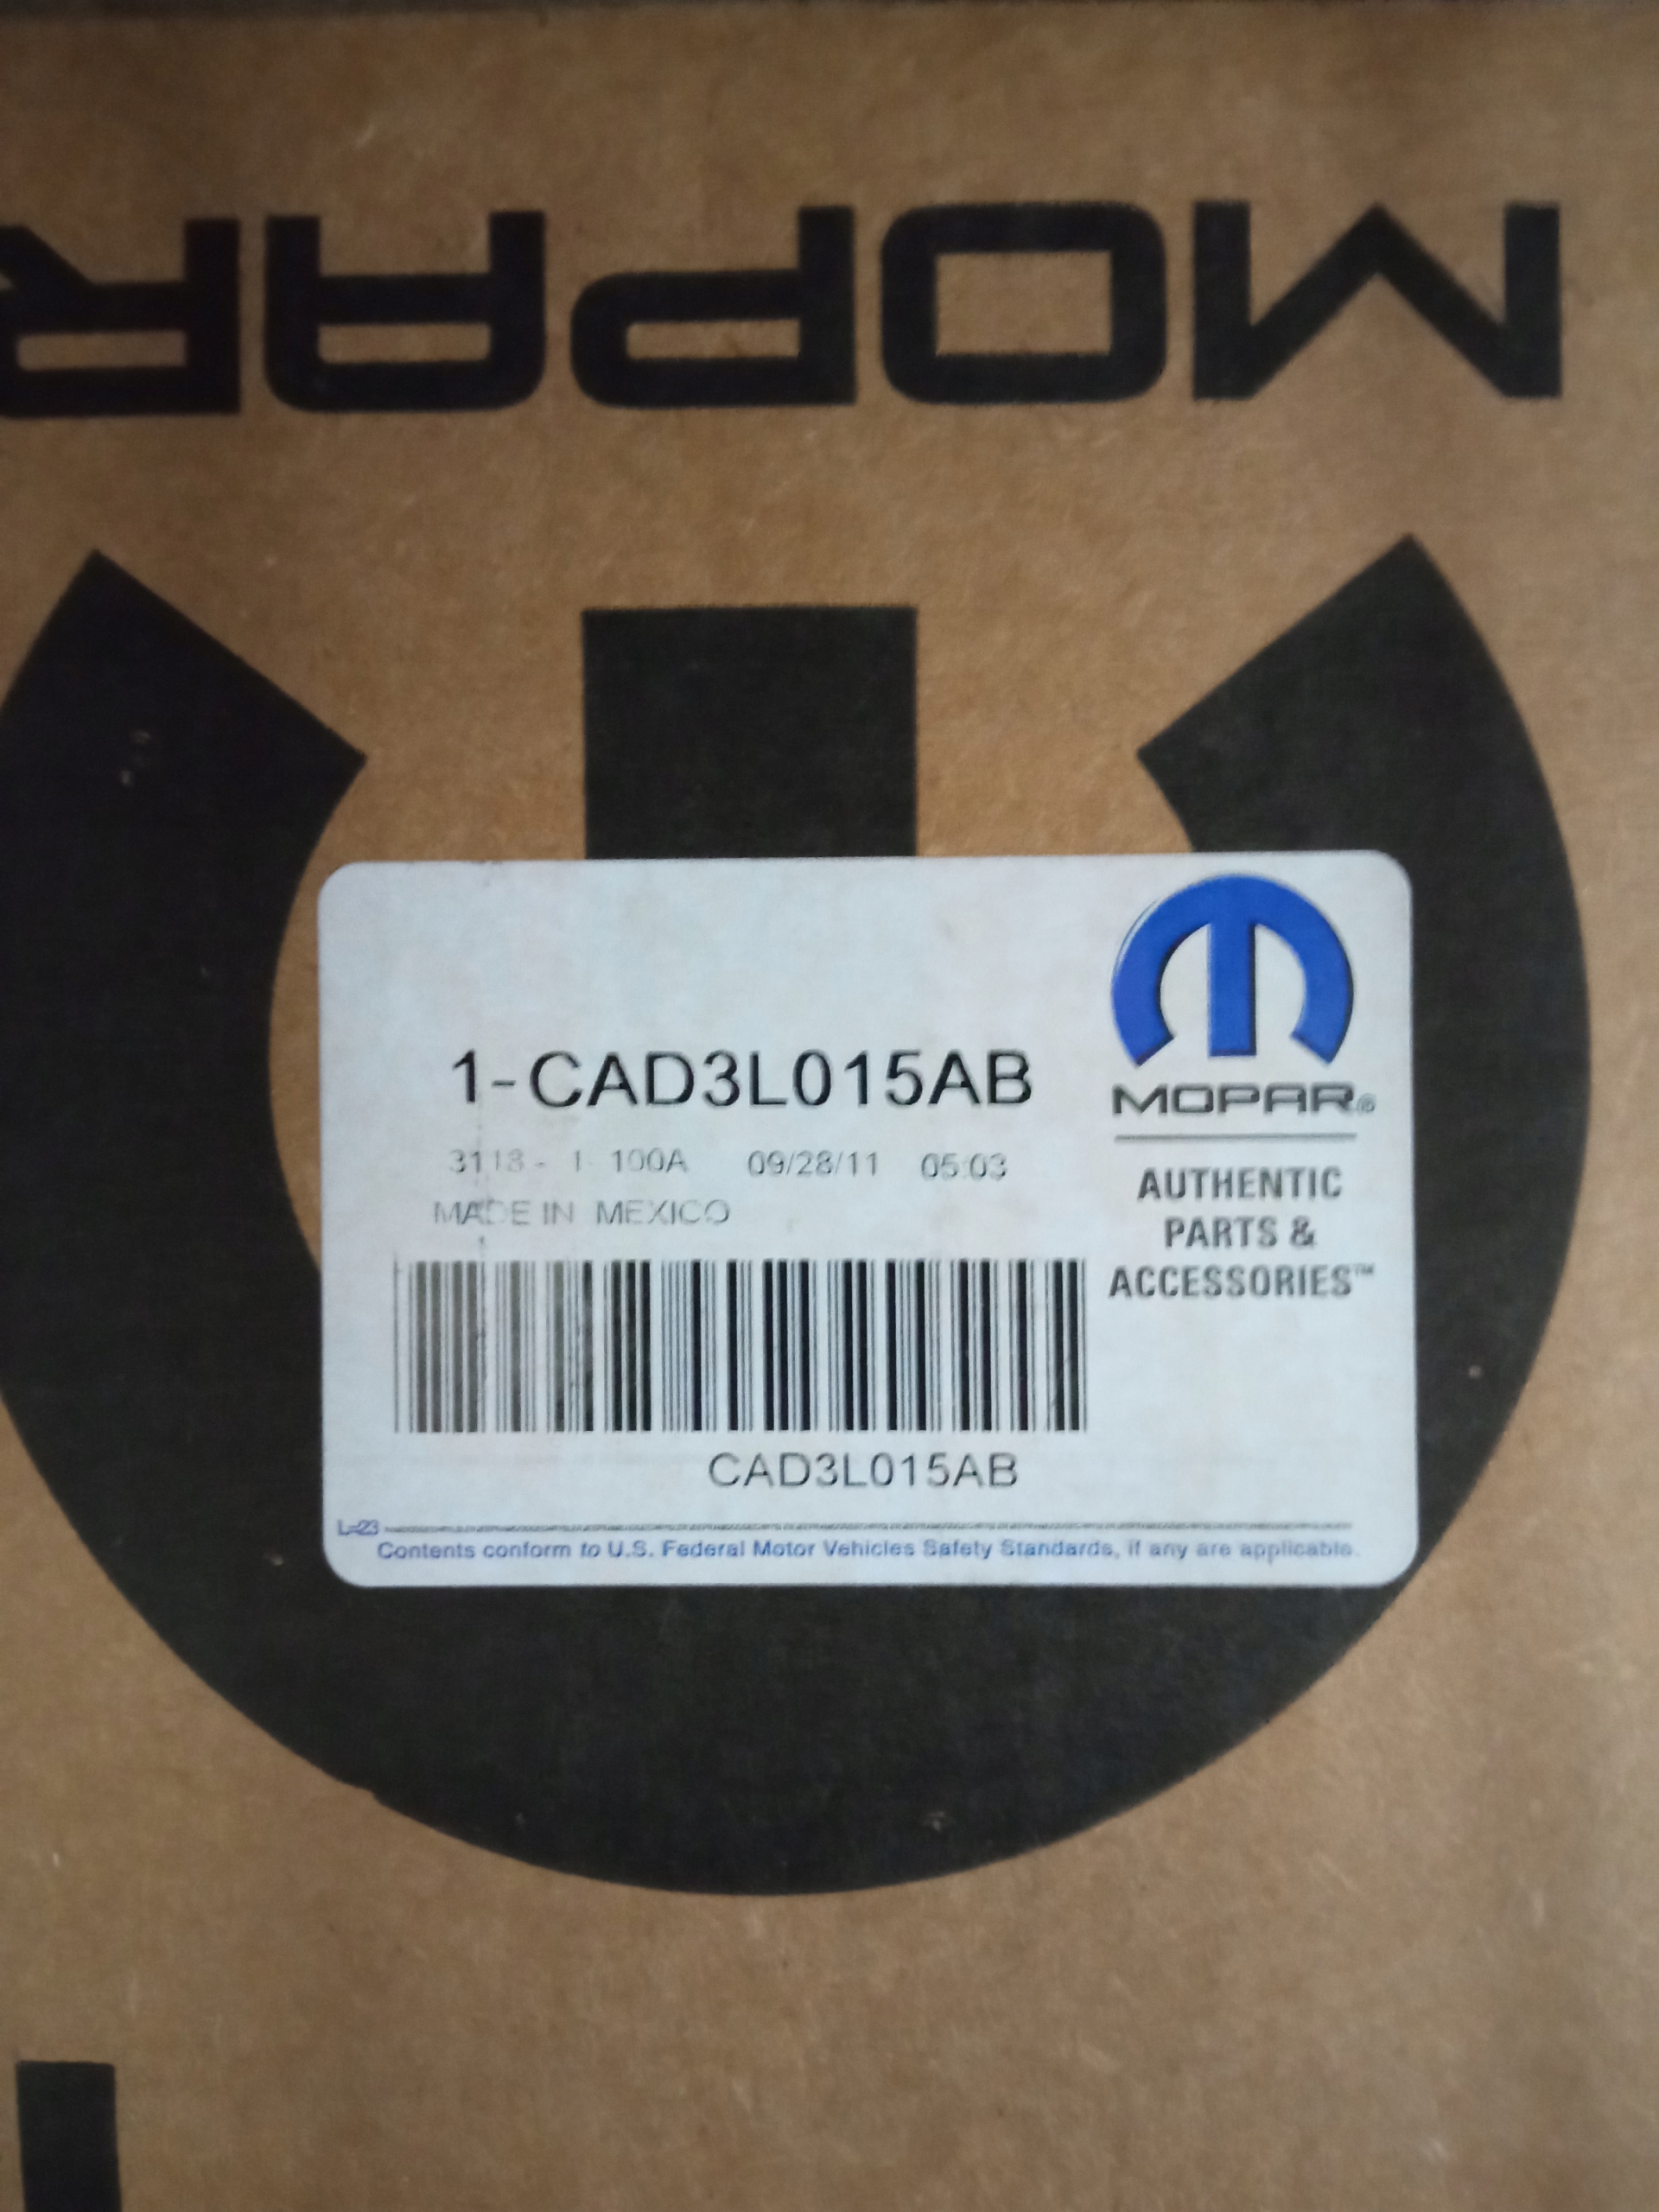 MOPAR
1-CAD3L015AB
3113 - 1 100A 09/28/11 05:03
MADE IN MEXICO
CAD3L015AB
MOPAR®
AUTHENTIC
PARTS &
ACCESSORIES™
L-23
Contents conform to U.S. Federal Motor Vehicles Safety Standards, if any are applicable.